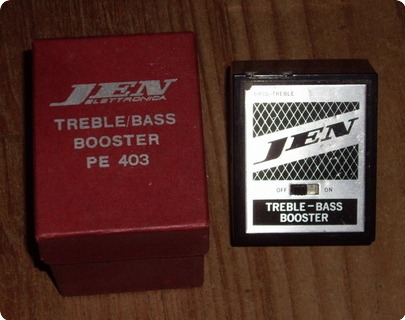 JEN
ELETTRONICA
TREBLE/BASS
BOOSTER
PE 403
JEN
OFF
ON
TREBLE-BASS
BOOSTER